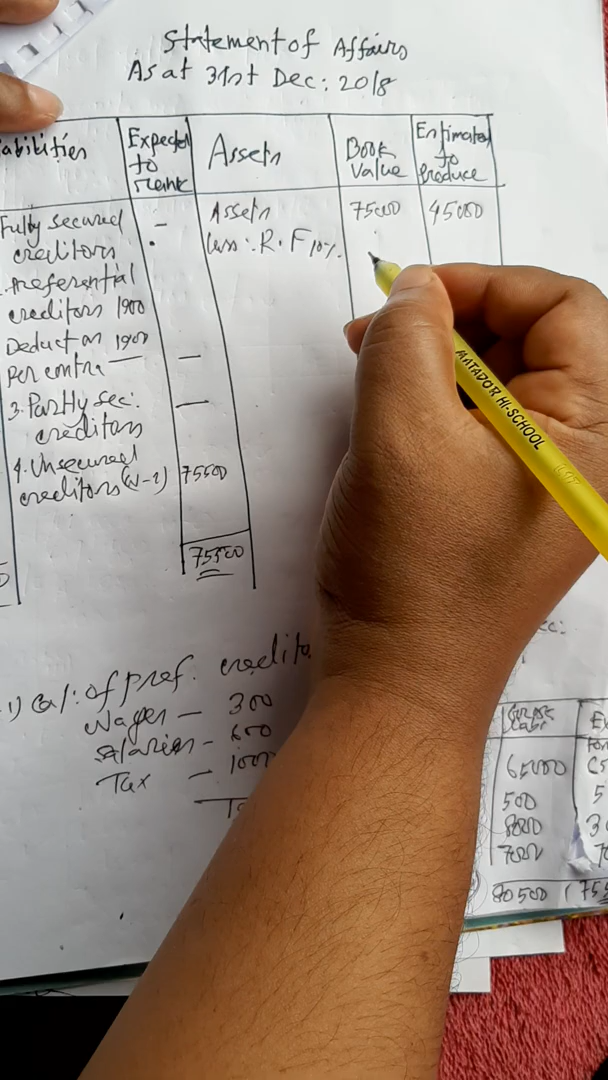 Statement of Affairs
As at 31st Dec: 2018
abilities
Expected to rank
Assets
Book Value
Estimated to produce
Fully secured creditors —
Assets 75000 45000
Less:- R. F 10%
Preferential creditors 1900
Deduct as 1900
per contra — —
3. Partly sec: creditors —
4. Unsecured creditors (N-2) 75500
75500
1) Cal: of pref. credito
Wages — 300
Salaries — 600
Tax — 1000
MATADOR HI-SCHOOL
65000
500
8000
7000
80500